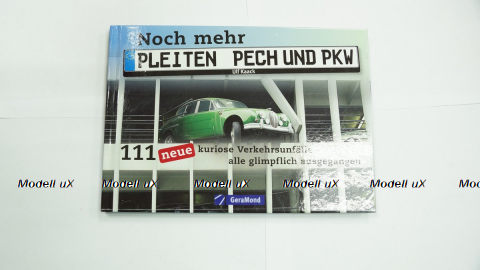 Noch mehr
PLEITEN PECH UND PKW
Ulf Kaack
111 neue kuriose Verkehrsunfälle
alle glimpflich ausgegangen
Modell uX Modell uX Modell uX Modell uX Modell uX Mode
GeraMond